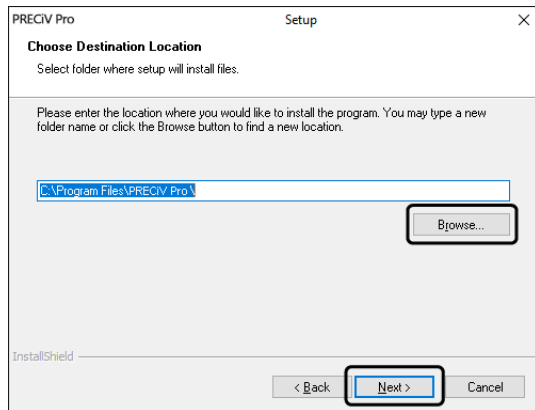 PRECiV Pro Setup
Choose Destination Location
Select folder where setup will install files.
Please enter the location where you would like to install the program. You may type a new
folder name or click the Browse button to find a new location.
C:\Program Files\PRECiV Pro \
Browse...
InstallShield
< Back Next > Cancel